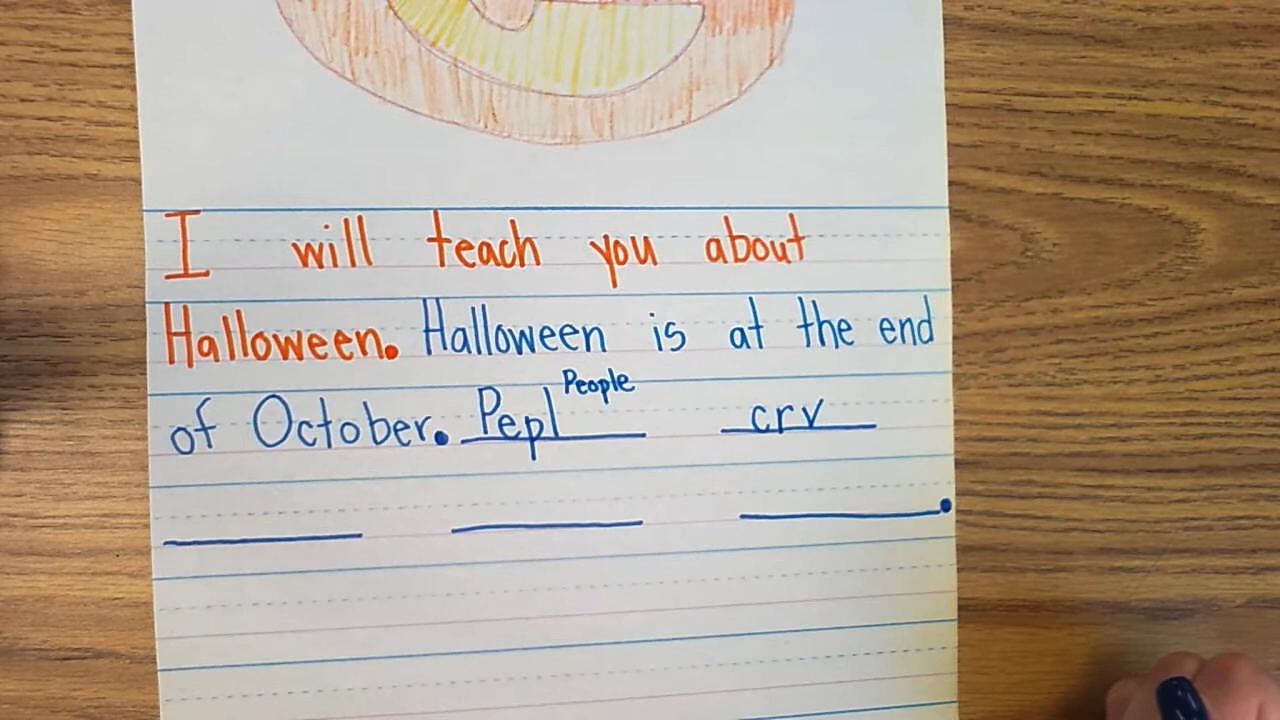 I will teach you about
Halloween. Halloween is at the end
People
of October. Pepl crv
.